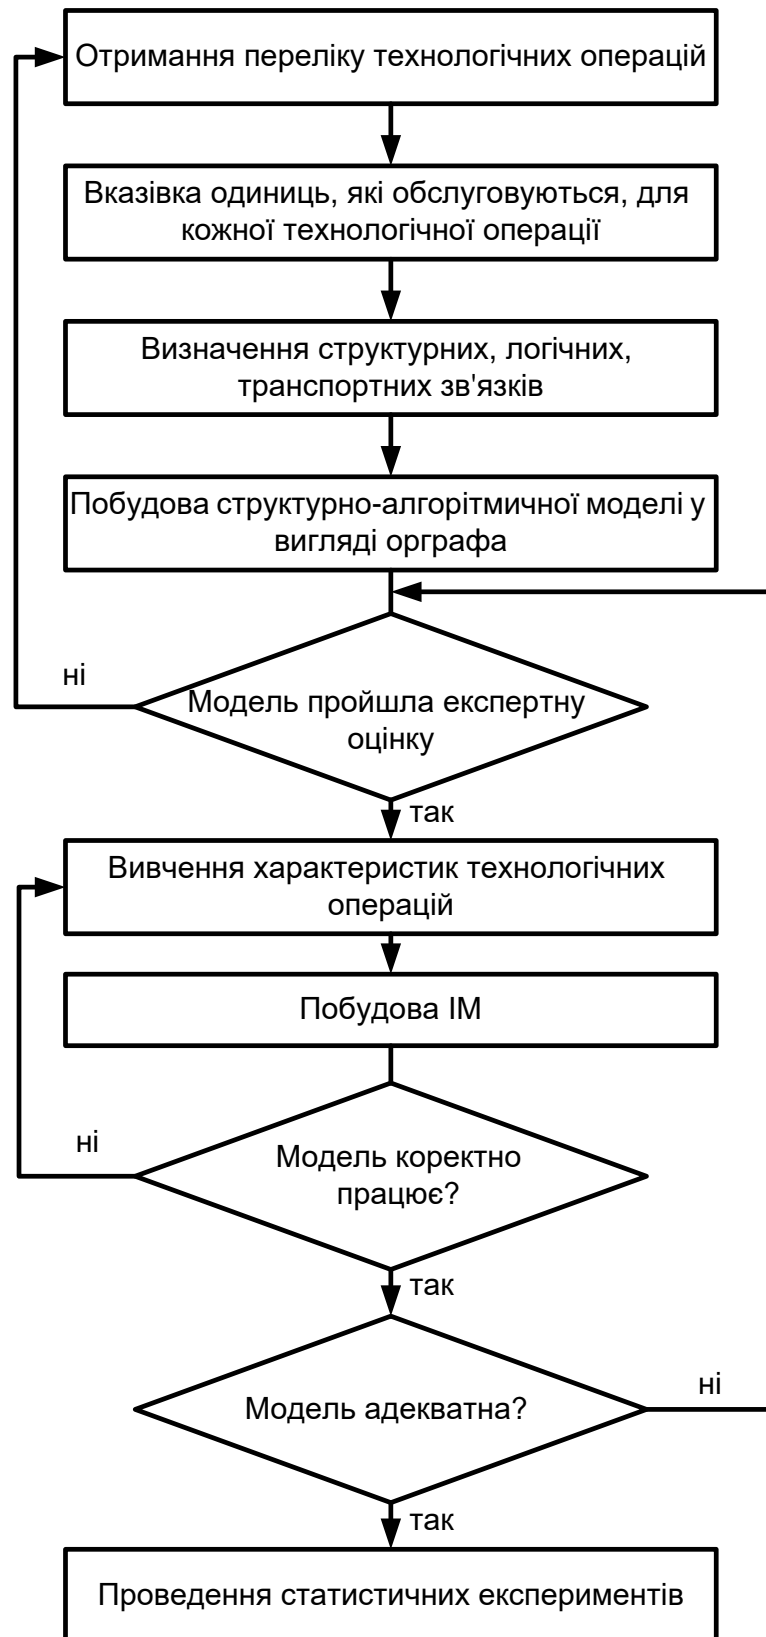 Отримання переліку технологічних операцій
Вказівка одиниць, які обслуговуються, для
кожної технологічної операції
Визначення структурних, логічних,
транспортних зв'язків
Побудова структурно-алгорітмичної моделі у
вигляді орграфа
ні
Модель пройшла експертну
оцінку
так
Вивчення характеристик технологічних
операцій
Побудова ІМ
ні
Модель коректно
працює?
так
ні
Модель адекватна?
так
Проведення статистичних експериментів